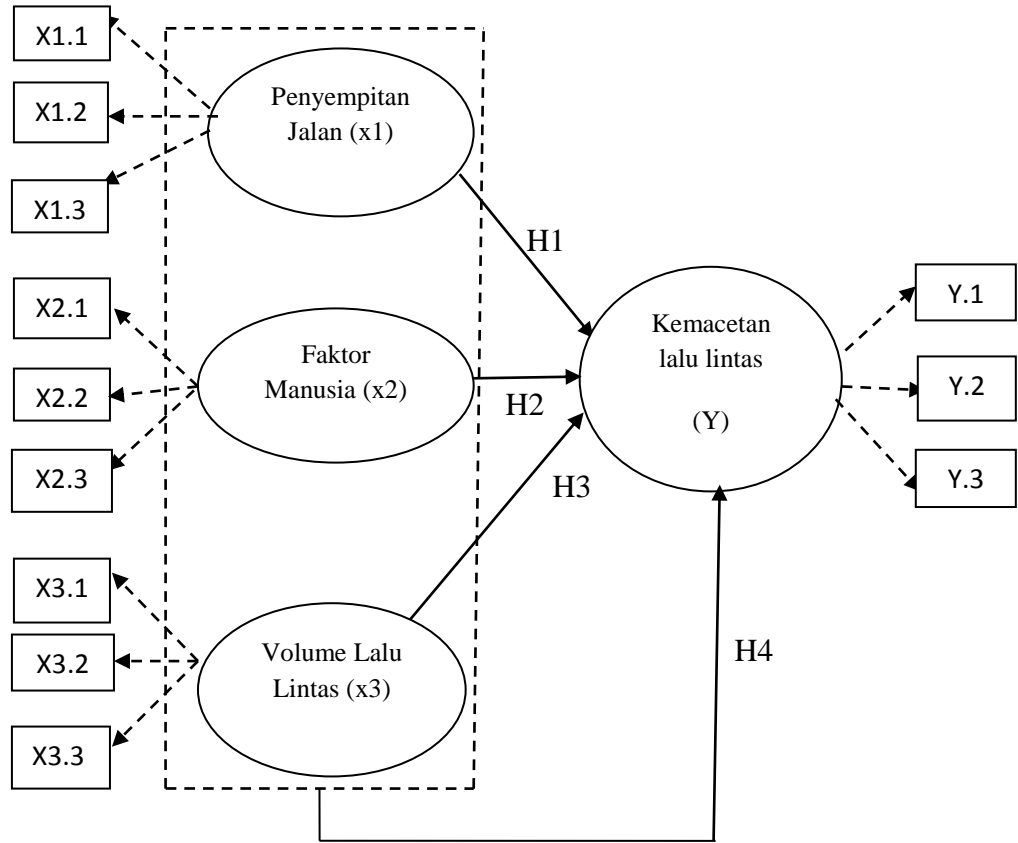 X1.1
X1.2
X1.3
Penyempitan
Jalan (x1)
H1
X2.1
X2.2
X2.3
Faktor
Manusia (x2)
H2
H3
Kemacetan
lalu lintas
(Y)
Y.1
Y.2
Y.3
X3.1
X3.2
X3.3
Volume Lalu
Lintas (x3)
H4